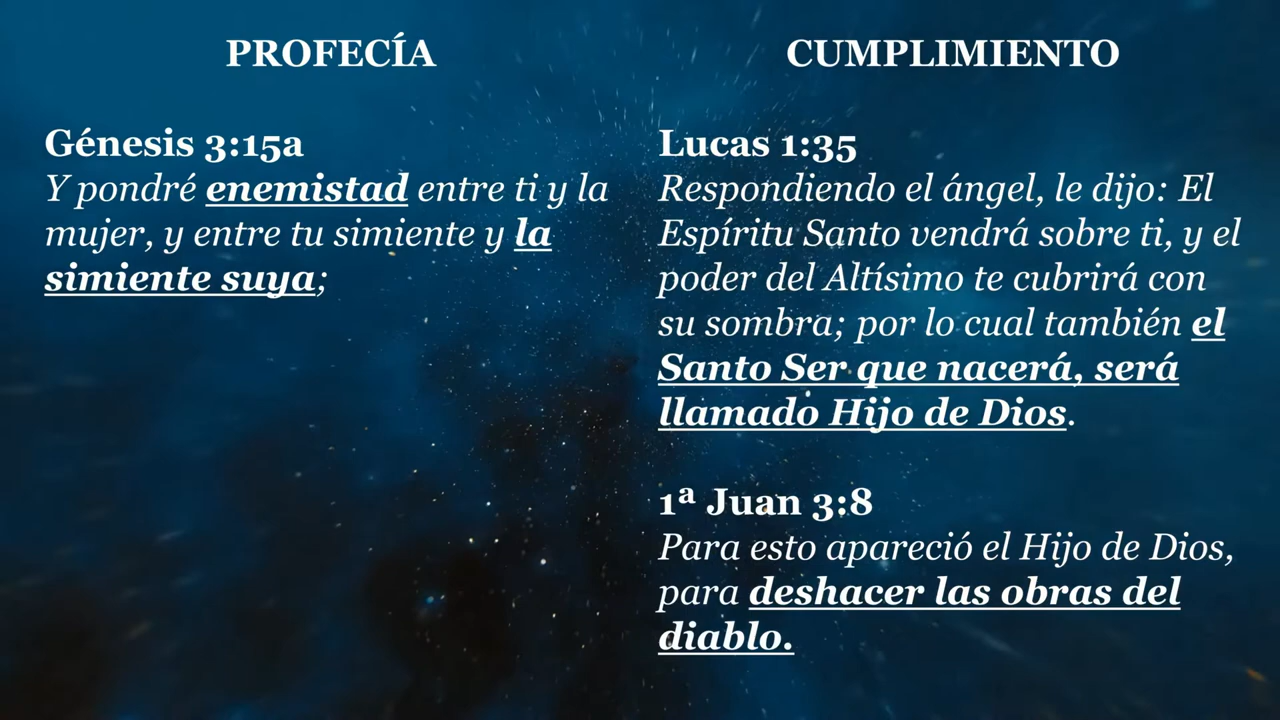 PROFECÍA
Génesis 3:15a
Y pondré enemistad entre ti y la
mujer, y entre tu simiente y la
simiente suya;
CUMPLIMIENTO
Lucas 1:35
Respondiendo el ángel, le dijo: El
Espíritu Santo vendrá sobre ti, y el
poder del Altísimo te cubrirá con
su sombra; por lo cual también el
Santo Ser que nacerá, será
llamado Hijo de Dios.
1ª Juan 3:8
Para esto apareció el Hijo de Dios,
para deshacer las obras del
diablo.